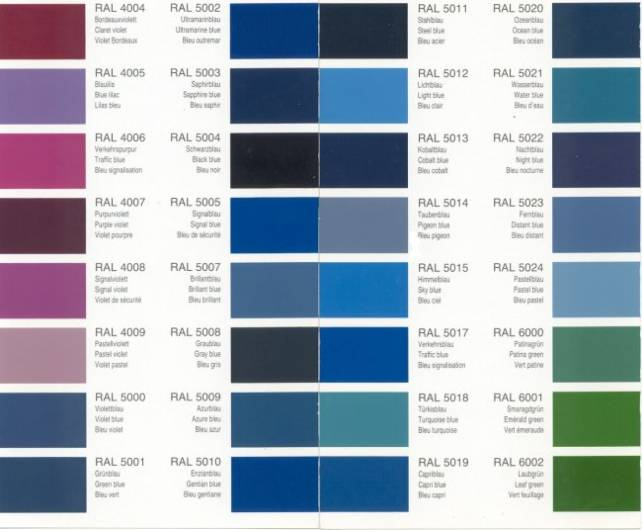 RAL 4004
Bordeauxviolett
Claret violet
Violet Bordeaux
RAL 4005
Blaulila
Blue lilac
Lilas bleu
RAL 4006
Verkehrspurpur
Traffic blue
Bleu signalisation
RAL 4007
Purpurviolett
Purple violet
Violet pourpre
RAL 4008
Signalviolett
Signal violet
Violet de sécurité
RAL 4009
Pastellviolett
Pastel violet
Violet pastel
RAL 5000
Violettblau
Violet blue
Bleu violet
RAL 5001
Grünblau
Green blue
Bleu vert
RAL 5002
Ultramarinblau
Ultramarine blue
Bleu outremar
RAL 5003
Saphirblau
Sapphire blue
Bleu saphir
RAL 5004
Schwarzblau
Black blue
Bleu noir
RAL 5005
Signalblau
Signal blue
Bleu de sécurité
RAL 5007
Brillantblau
Brillant blue
Bleu brillant
RAL 5008
Graublau
Gray blue
Bleu gris
RAL 5009
Azurblau
Azure bleu
Bleu azur
RAL 5010
Enzianblau
Gentian blue
Bleu gentiane
RAL 5011
Stahlblau
Steel blue
Bleu acier
RAL 5012
Lichtblau
Light blue
Bleu clair
RAL 5013
Kobaltblau
Cobalt blue
Bleu cobalt
RAL 5014
Taubenblau
Pigeon blue
Bleu pigeon
RAL 5015
Himmelblau
Sky blue
Bleu ciel
RAL 5017
Verkehrsblau
Traffic blue
Bleu signalisation
RAL 5018
Türkisblau
Turquoise blue
Bleu turquoise
RAL 5019
Capriblau
Capri blue
Bleu capri
RAL 5020
Ozeanblau
Ocean blue
Bleu océan
RAL 5021
Wasserblau
Water blue
Bleu d'eau
RAL 5022
Nachtblau
Night blue
Bleu nocturne
RAL 5023
Fernblau
Distant blue
Bleu distant
RAL 5024
Pastellblau
Pastel blue
Bleu pastel
RAL 6000
Patinagrün
Patina green
Vert patine
RAL 6001
Smaragdgrün
Emerald green
Vert émeraude
RAL 6002
Laubgrün
Leaf green
Vert feuillage